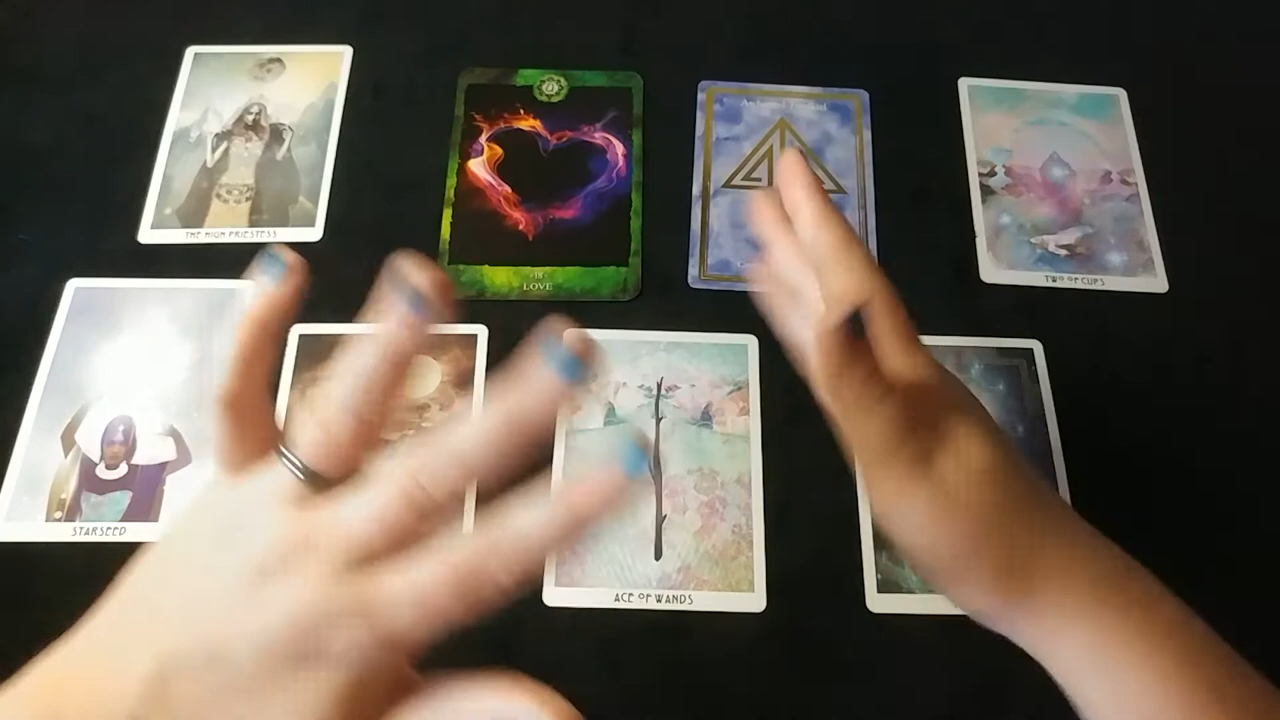 THE HIGH PRIESTESS
-18-
LOVE
TWO OF CUPS
STARSEED
ACE OF WANDS